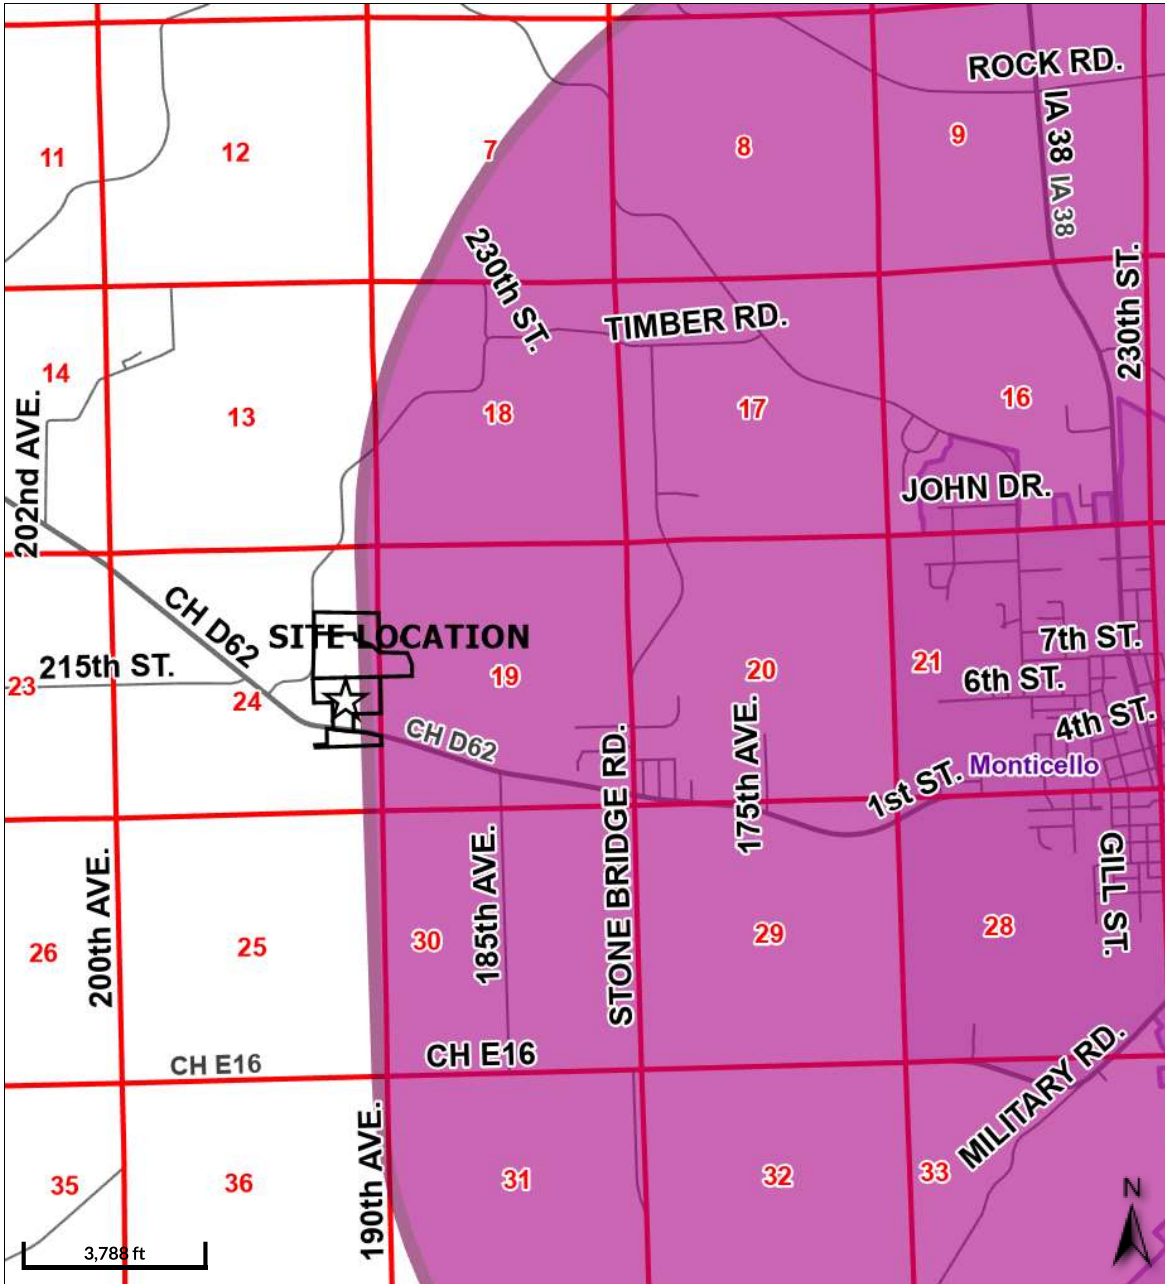 ROCK RD.
IA 38
IA 38
11
12
7
8
9
230th ST.
230th ST.
TIMBER RD.
14
13
18
17
16
202nd AVE.
JOHN DR.
CH D62
SITE LOCATION
215th ST.
23
24
19
20
21
7th ST.
6th ST.
4th ST.
CH D62
STONE BRIDGE RD.
175th AVE.
1st ST.
Monticello
GILL ST.
200th AVE.
185th AVE.
26
25
30
29
28
CH E16
CH E16
MILITARY RD.
190th AVE.
35
36
31
32
33
N
3,788 ft